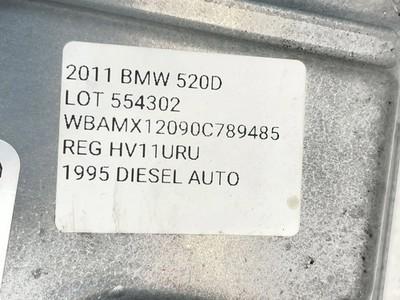 2011 BMW 520D
LOT 554302
WBAMX12090C789485
REG HV11URU
1995 DIESEL AUTO